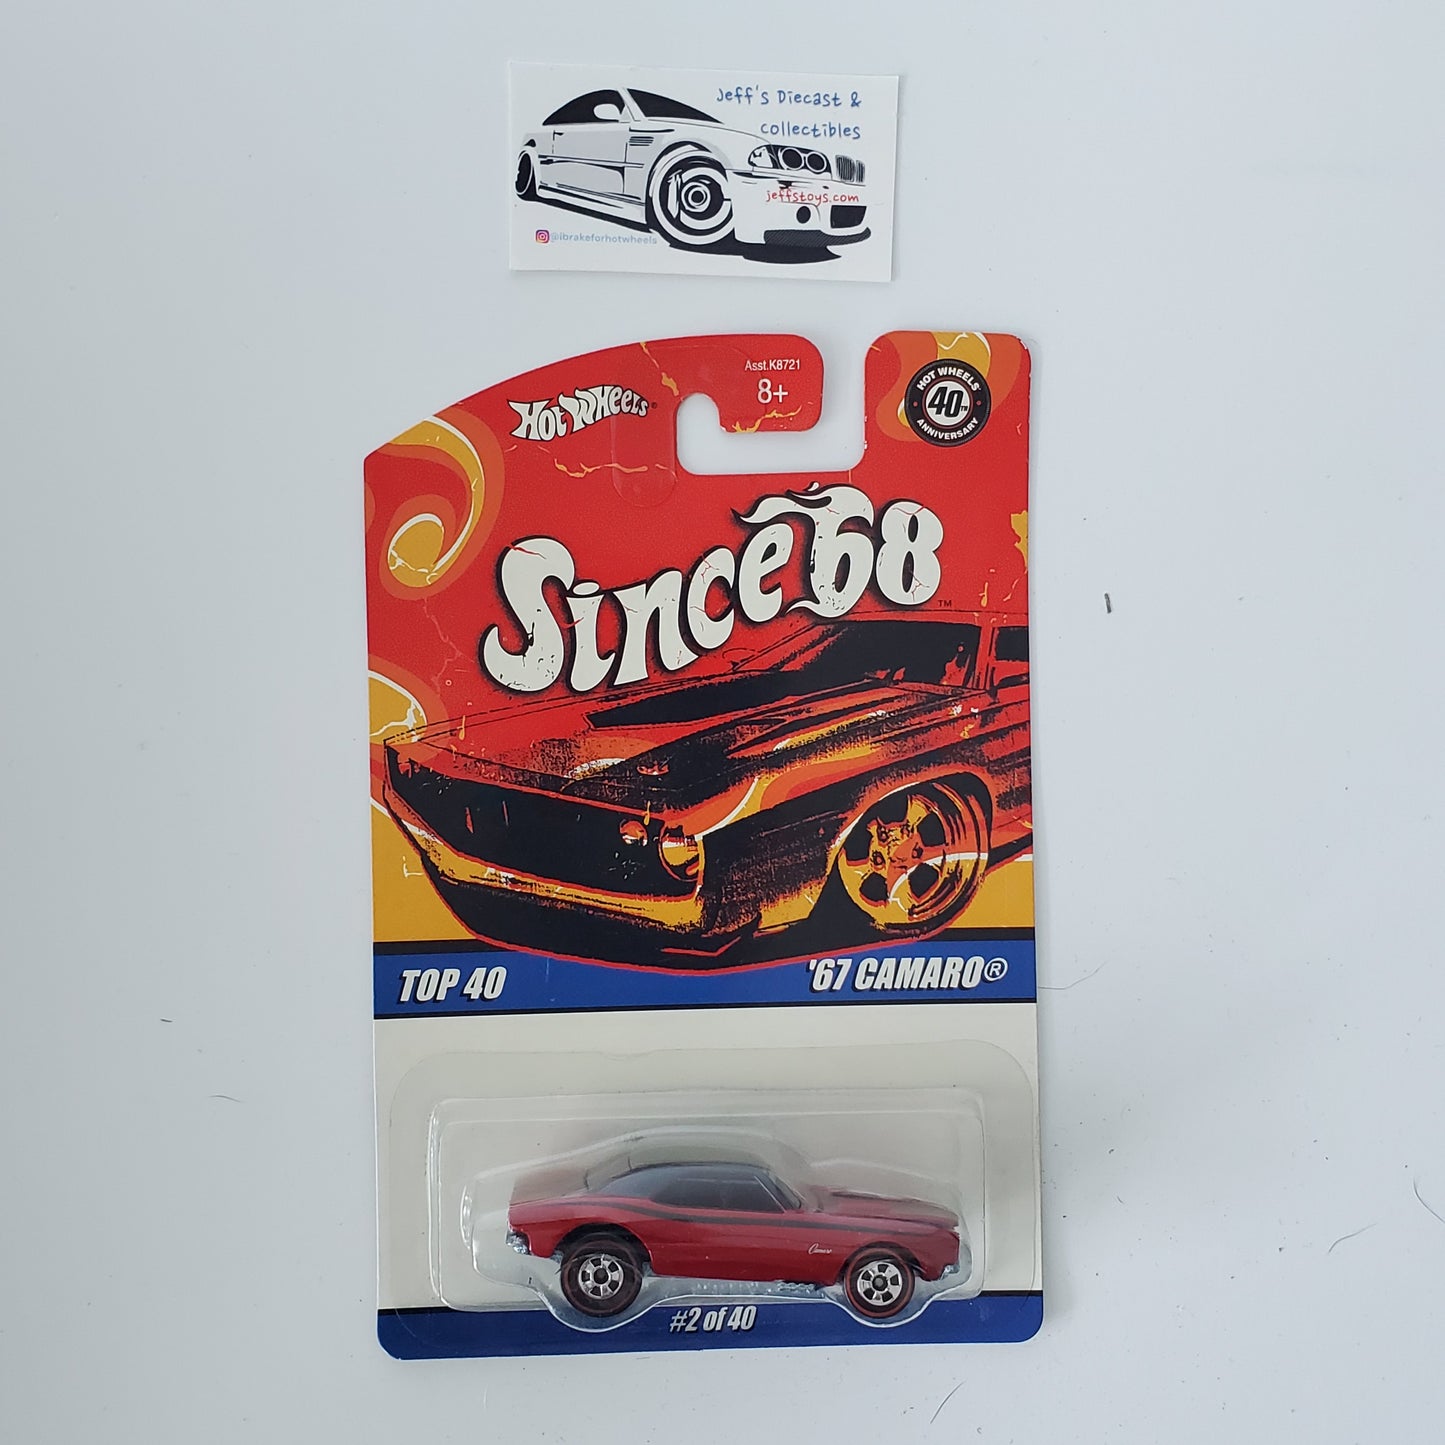 Jeff's Diecast &
collectibles
jeffstoys.com
@ibrakeforhotwheels
Asst.K8721
8+
Hot Wheels®
HOT WHEELS
40TH
ANNIVERSARY
Since '68™
TOP 40
'67 CAMARO®
Camaro
#2 of 40